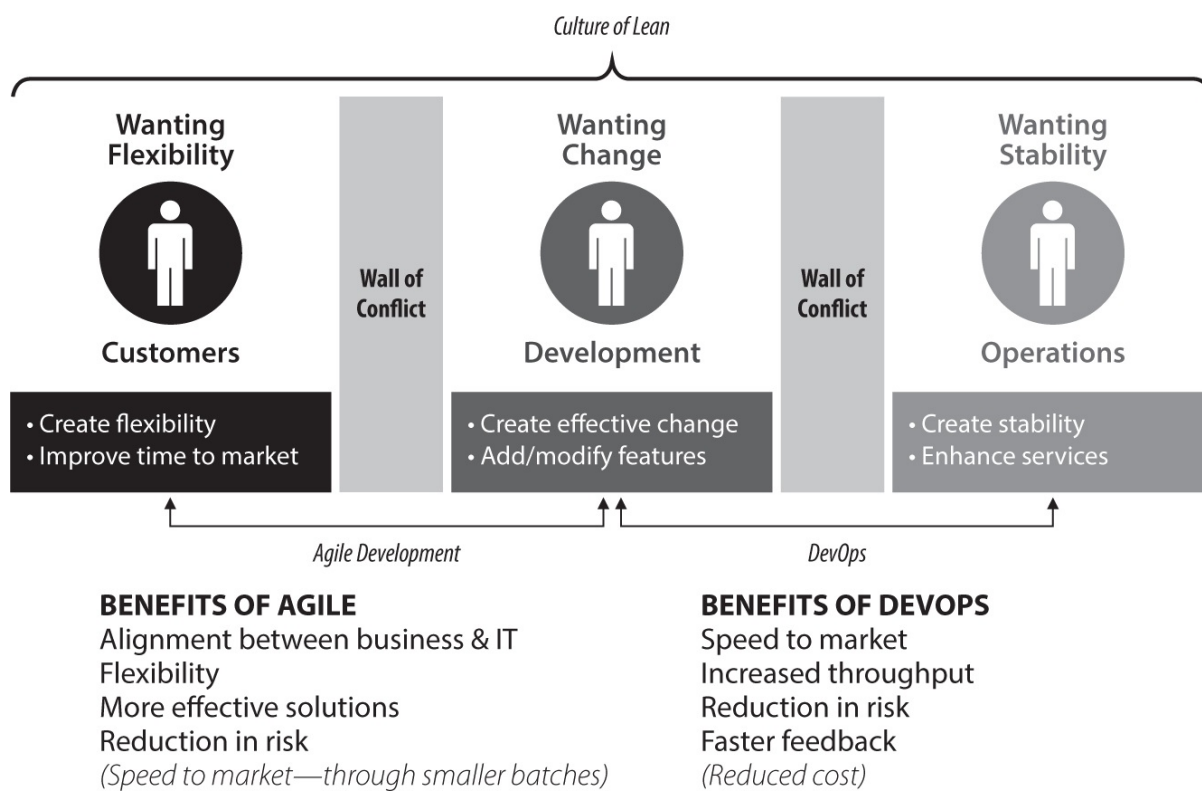 Culture of Lean
Wanting
Flexibility
Customers
• Create flexibility
• Improve time to market
Wall of
Conflict
Wanting
Change
Development
• Create effective change
• Add/modify features
Wall of
Conflict
Wanting
Stability
Operations
• Create stability
• Enhance services
Agile Development
DevOps
BENEFITS OF AGILE
Alignment between business & IT
Flexibility
More effective solutions
Reduction in risk
(Speed to market—through smaller batches)
BENEFITS OF DEVOPS
Speed to market
Increased throughput
Reduction in risk
Faster feedback
(Reduced cost)